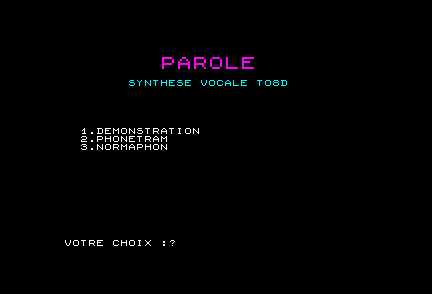 PAROLE
SYNTHESE VOCALE TO8D
1.DEMONSTRATION
2.PHONETRAM
3.NORMAPHON
VOTRE CHOIX :?